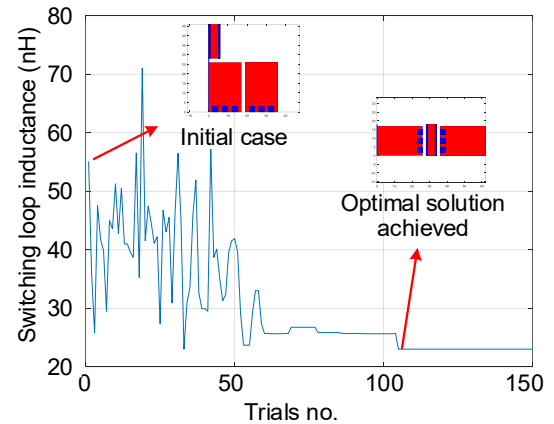 Switching loop inductance (nH)
80
70
60
50
40
30
20
Initial case
Optimal solution
achieved
0
50
100
150
Trials no.